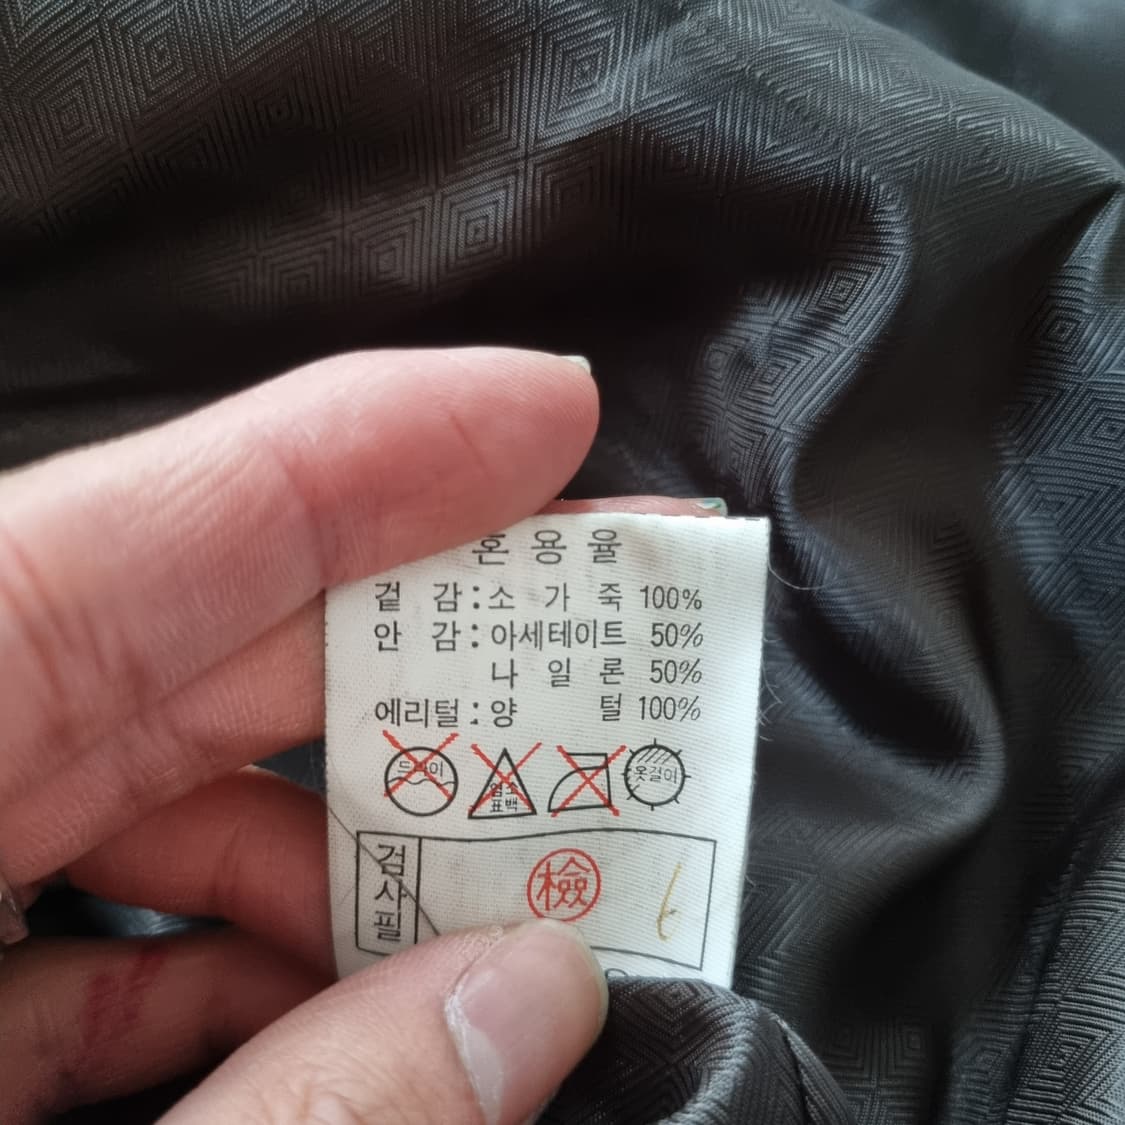 혼용율
겉감:소가죽 100%
안감:아세테이트 50%
나일론 50%
에리털:양털 100%
드라이
염소
표백
옷걸이
검사필
檢